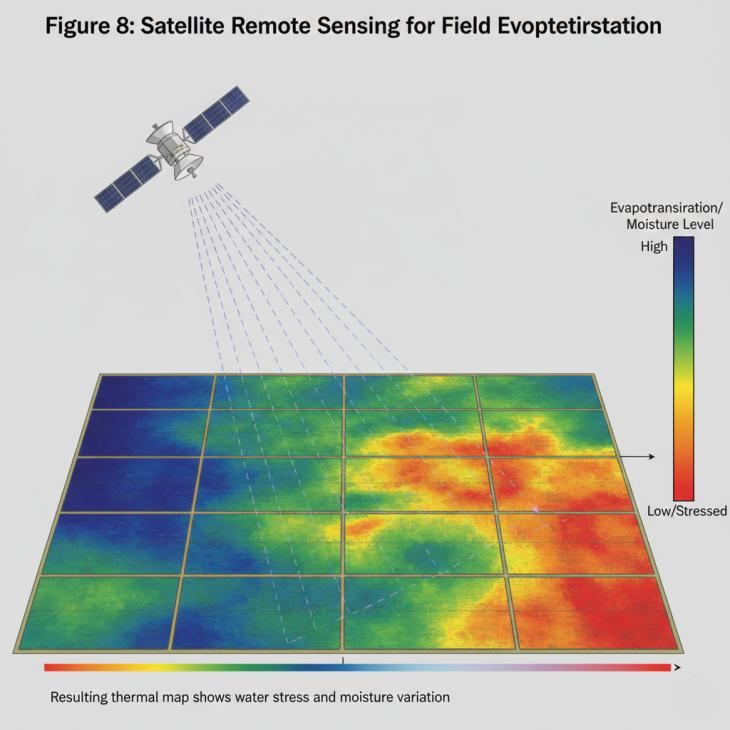 Figure 8: Satellite Remote Sensing for Field Evoptetirstation
Evapotransiration/
Moisture Level
High
Low/Stressed
Resulting thermal map shows water stress and moisture variation